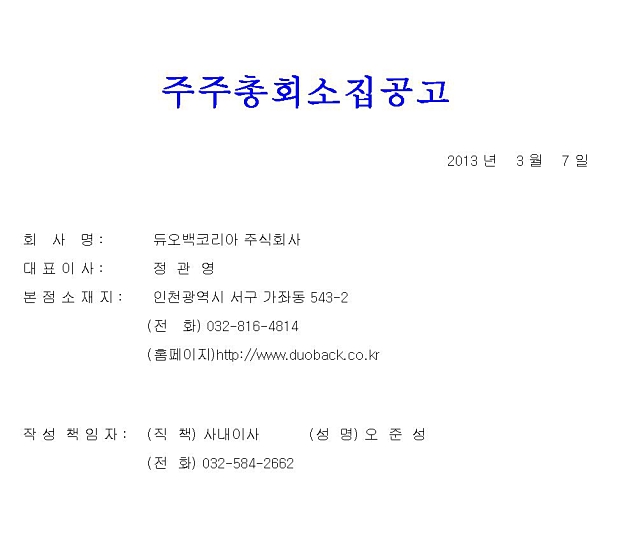 주주총회소집공고
2013 년 3 월 7 일
회 사 명 : 듀오백코리아 주식회사
대 표 이 사 : 정 관 영
본 점 소 재 지 : 인천광역시 서구 가좌동 543-2
(전 화) 032-816-4814
(홈페이지)http://www.duoback.co.kr
작 성 책 임 자 : (직 책) 사내이사 (성 명) 오 준 성
(전 화) 032-584-2662